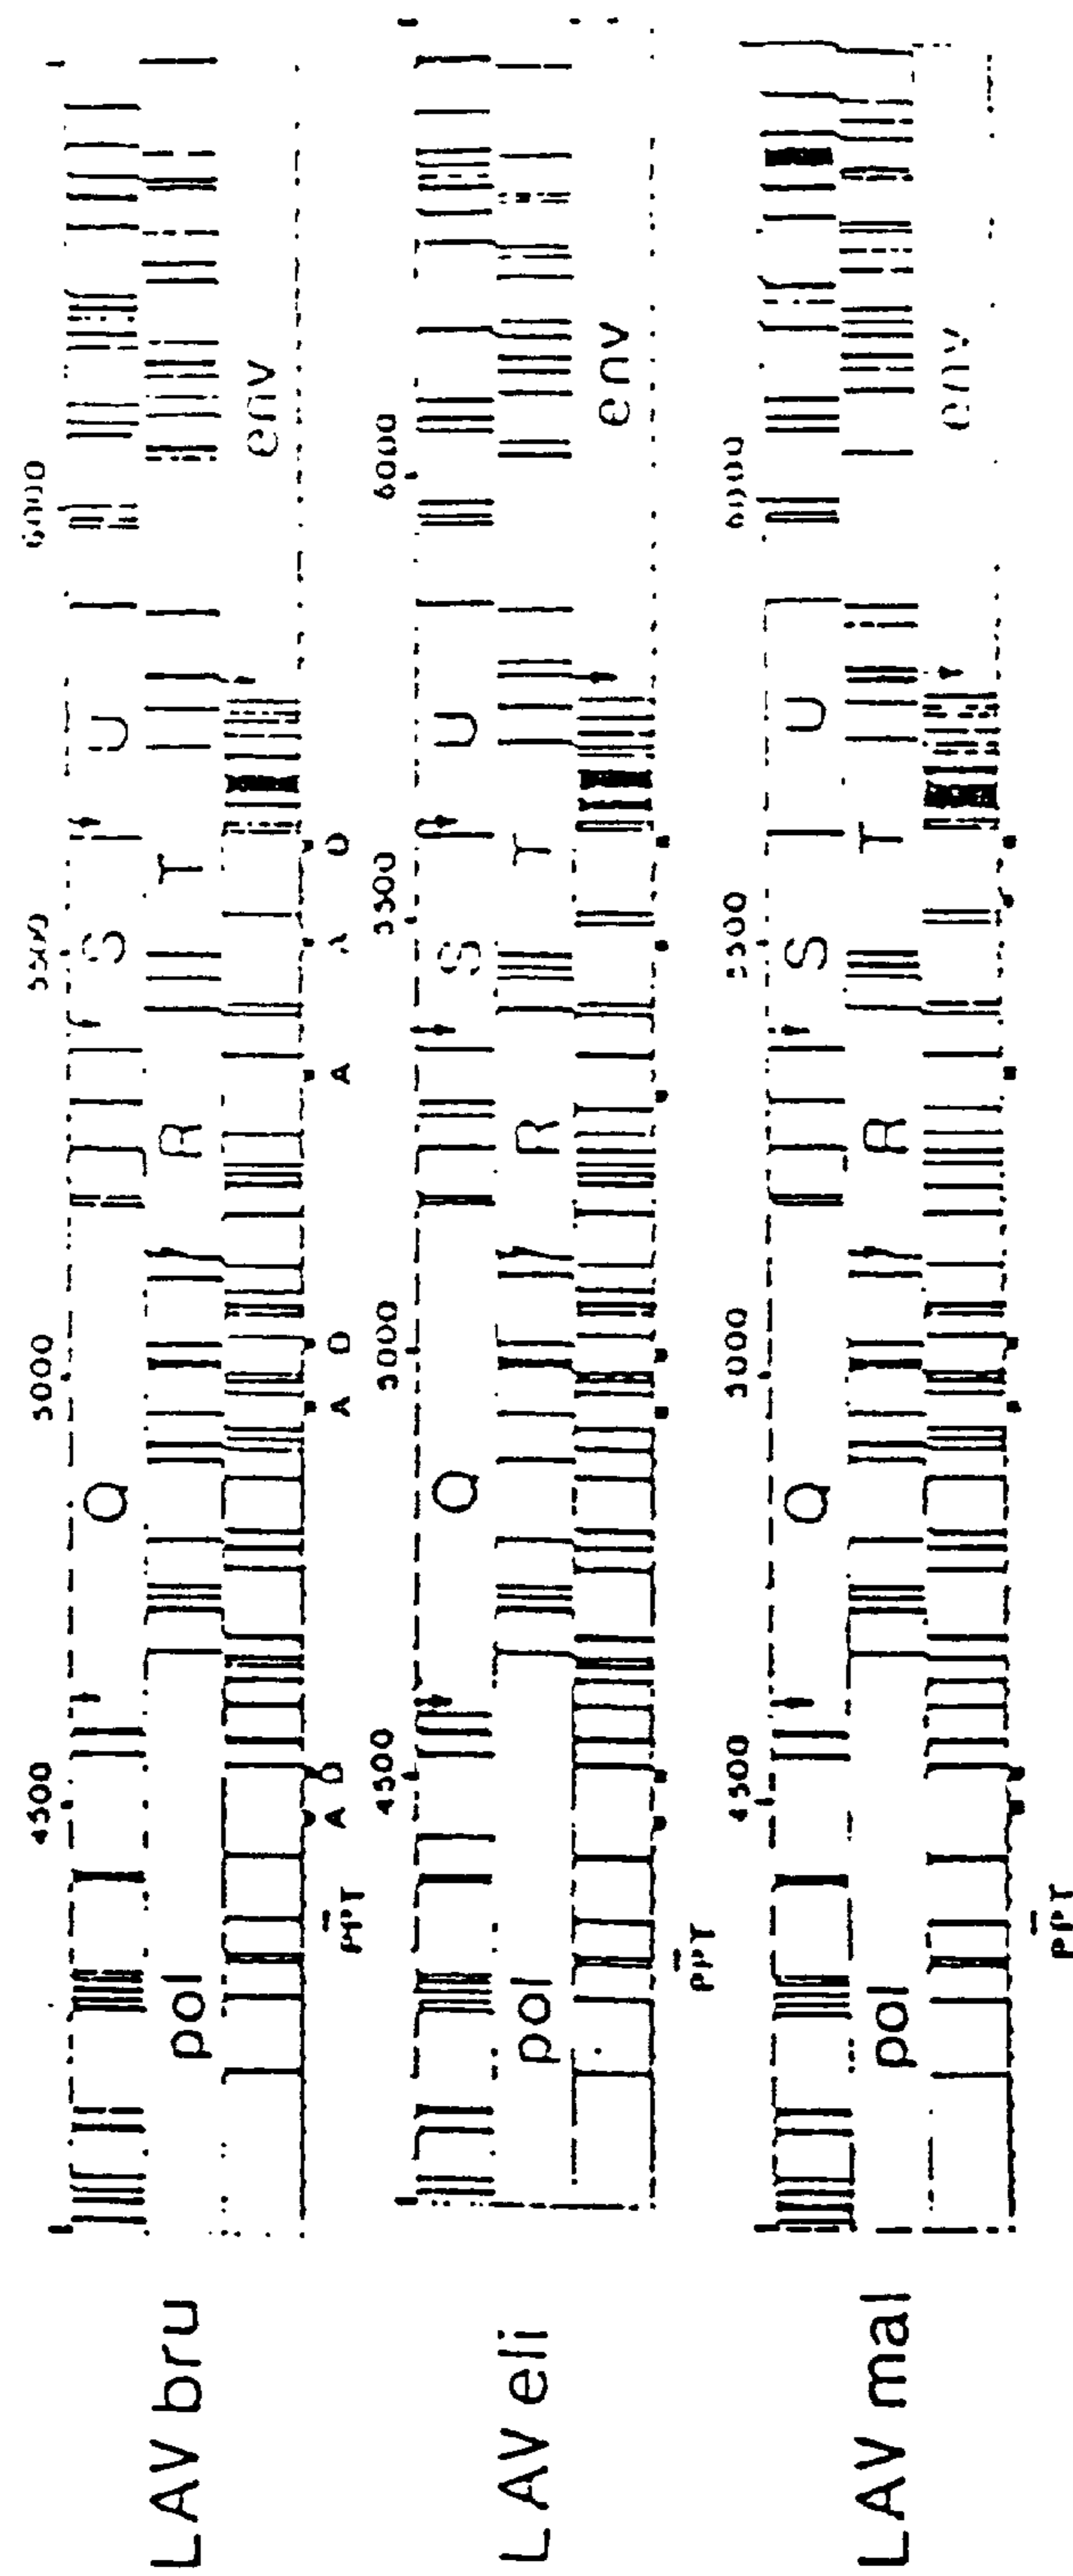 4500 5000 5500 6000
Q S U
LAV bru pol R T
env
A D A D A A D
PPT
4500 5000 5500 6000
Q S U
LAV eli pol R T
env
PPT
4500 5000 5500 6000
Q S U
LAV mal pol R T
env
PPT